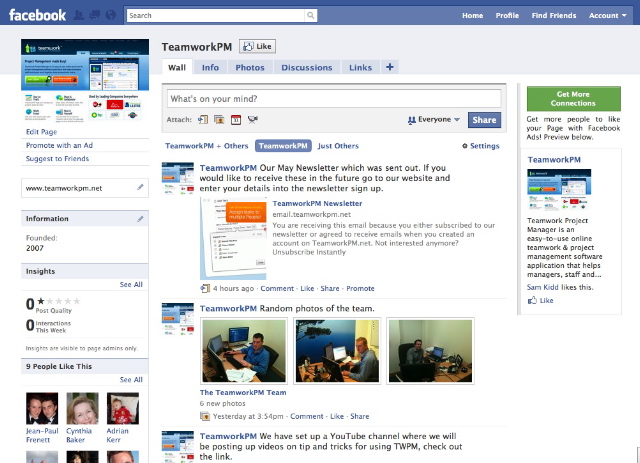 facebook
Search
Home Profile Find Friends Account
TeamworkPM
Like
Wall Info Photos Discussions Links +
What's on your mind?
Attach:
Everyone
Share
TeamworkPM + Others TeamworkPM Just Others
Settings
teamwork
Edit Page
Promote with an Ad
Suggest to Friends
www.teamworkpm.net
Information
Founded:
2007
Insights
See All
0
Post Quality
0 Interactions
This Week
Insights are visible to page admins only.
9 People Like This
See All
Jean-Paul
Frenett
Cynthia
Baker
Adrian
Kerr
TeamworkPM Our May Newsletter which was sent out. If you
would like to receive these in the future go to our website and
enter your details into the newsletter sign up.
TeamworkPM Newsletter
email.teamworkpm.net
You are receiving this email because you either subscribed to our
newsletter or agreed to receive emails when you created an
account on TeamworkPM.net. Not interested anymore?
Unsubscribe Instantly
4 hours ago · Comment · Like · Share · Promote
TeamworkPM Random photos of the team.
The TeamworkPM Team
6 new photos
Yesterday at 3:54pm · Comment · Like · Share
TeamworkPM We have set up a YouTube channel where we will
be posting up videos on tip and tricks for using TWPM, check out
the link.
Get More
Connections
Get more people to like
your Page with Facebook
Ads! Preview below.
TeamworkPM
Teamwork Project
Manager is an
easy-to-use online
teamwork & project
management software
application that helps
managers, staff and...
Sam Kidd likes this.
Like